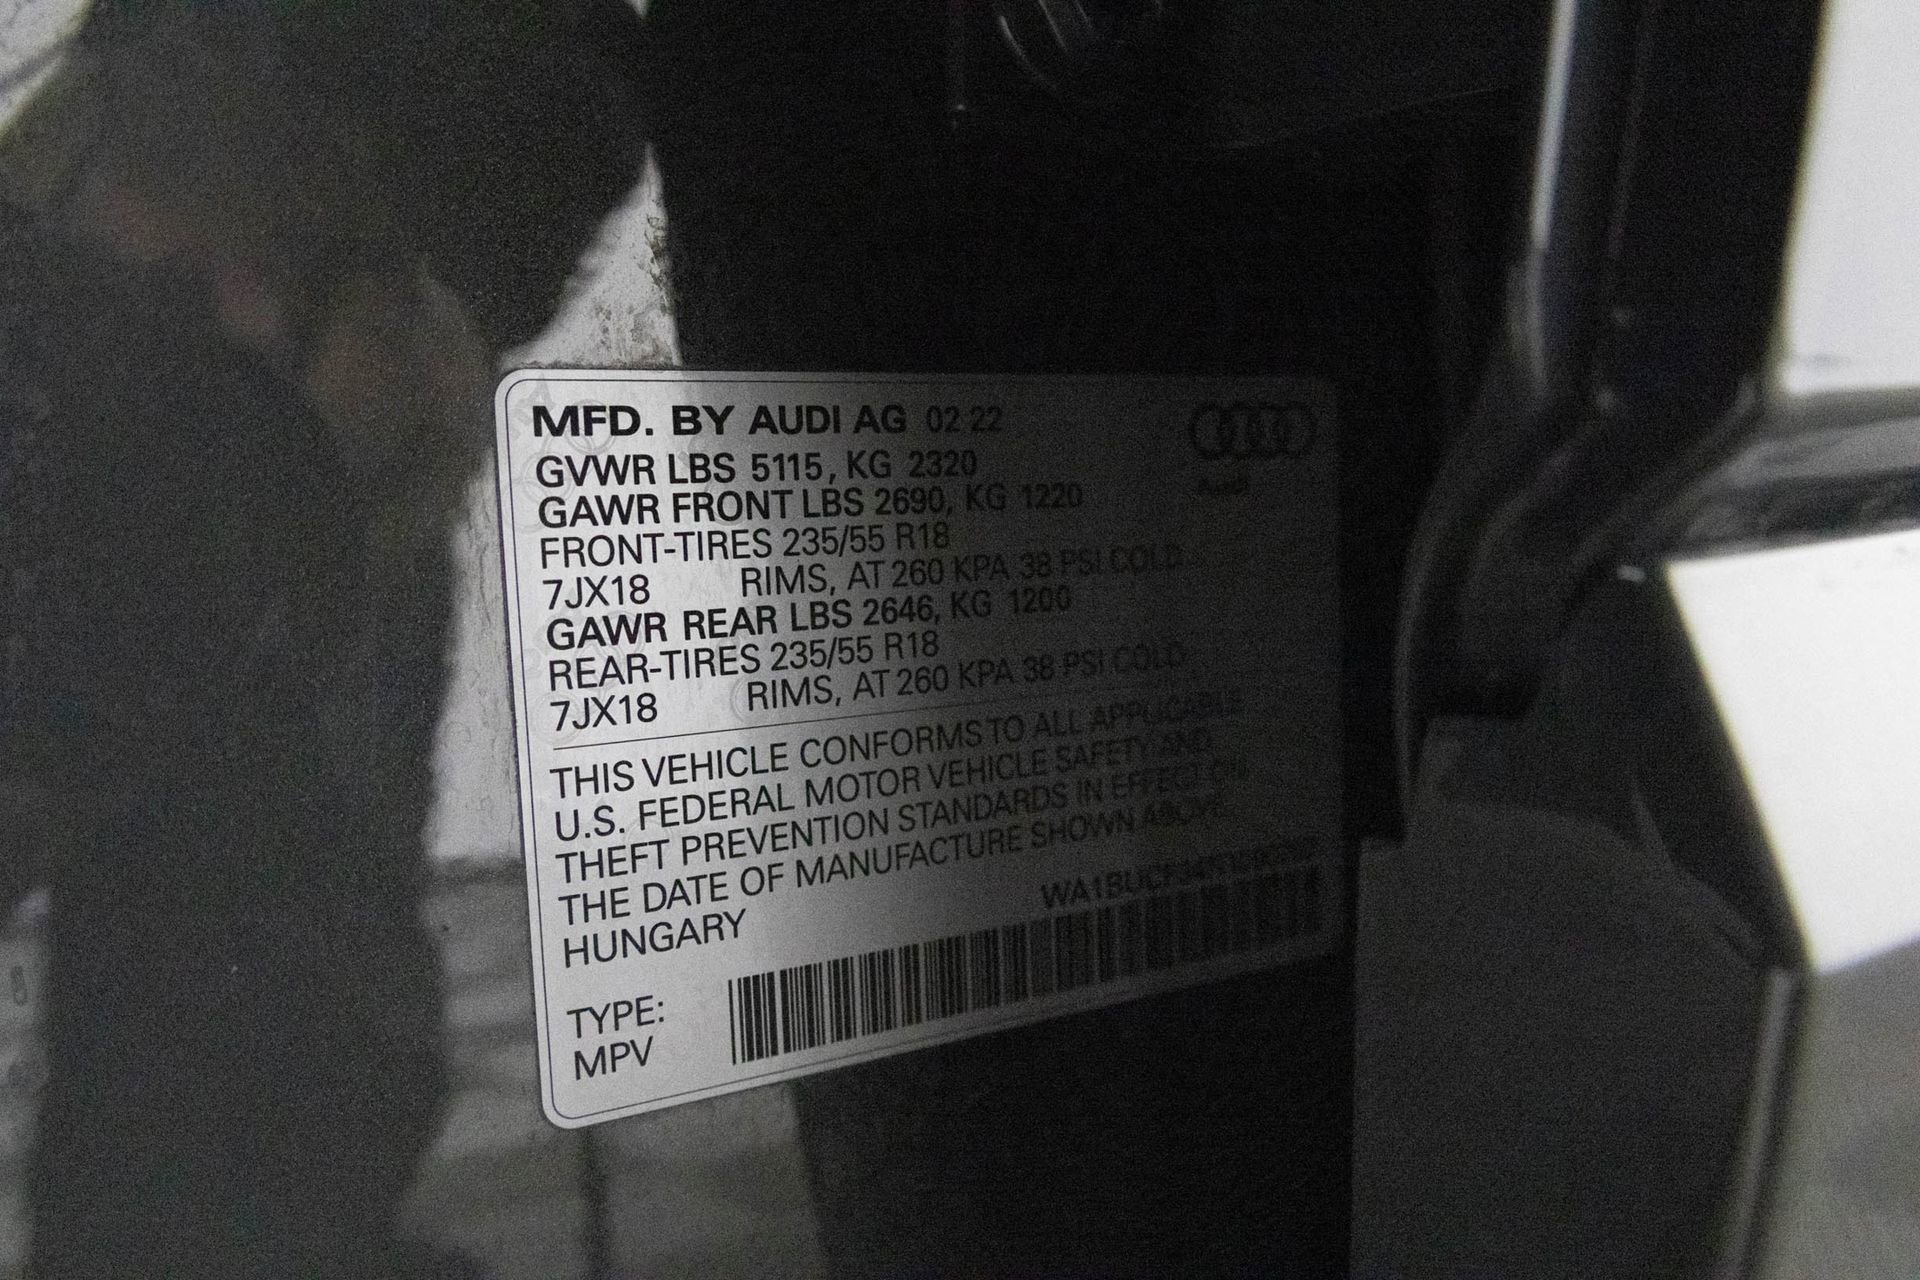 MFD. BY AUDI AG 02 22
GVWR LBS 5115, KG 2320
Audi
GAWR FRONT LBS 2690, KG 1220
FRONT-TIRES 235/55 R18
7JX18 RIMS, AT 260 KPA 38 PSI COLD
GAWR REAR LBS 2646, KG 1200
REAR-TIRES 235/55 R18
7JX18 RIMS, AT 260 KPA 38 PSI COLD
THIS VEHICLE CONFORMS TO ALL APPLICABLE
U.S. FEDERAL MOTOR VEHICLE SAFETY AND
THEFT PREVENTION STANDARDS IN EFFECT ON
THE DATE OF MANUFACTURE SHOWN ABOVE
HUNGARY
TYPE:
MPV